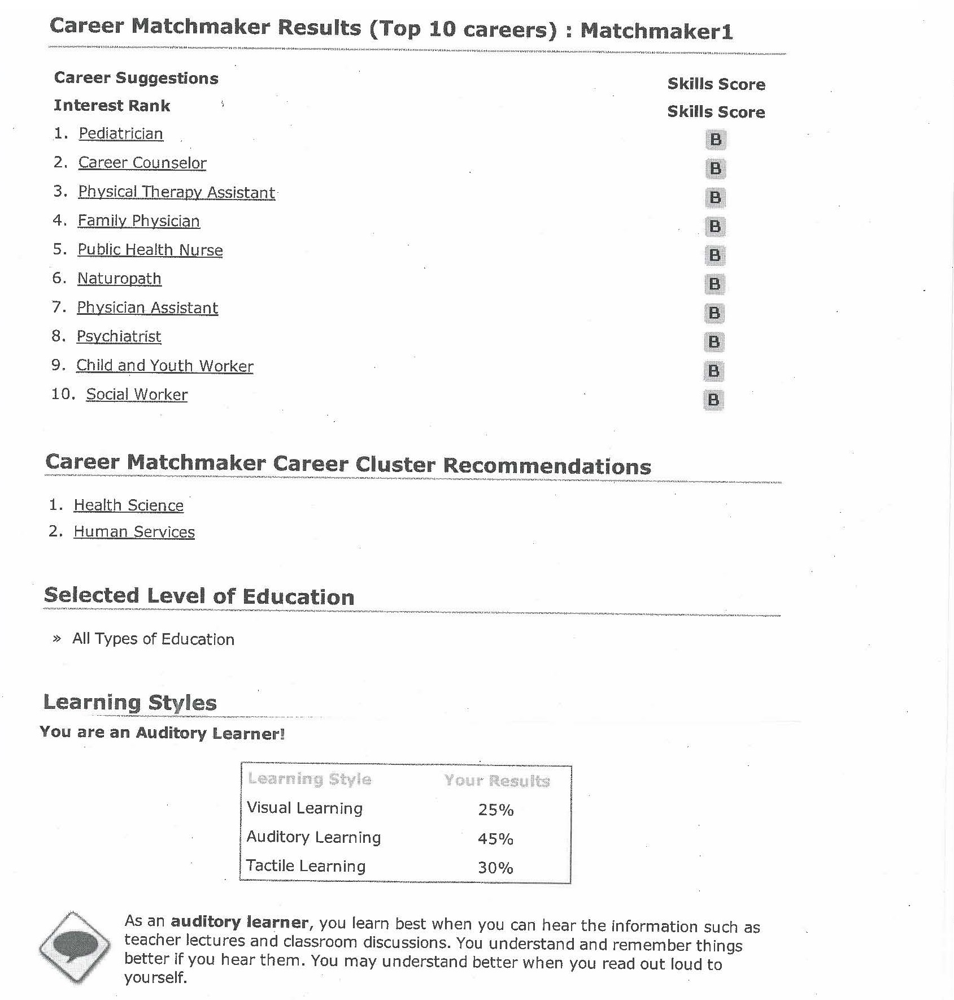 Career Matchmaker Results (Top 10 careers) : Matchmaker1
Career Suggestions Skills Score
Interest Rank Skills Score
1. Pediatrician B
2. Career Counselor B
3. Physical Therapy Assistant B
4. Family Physician B
5. Public Health Nurse B
6. Naturopath B
7. Physician Assistant B
8. Psychiatrist B
9. Child and Youth Worker B
10. Social Worker B
Career Matchmaker Career Cluster Recommendations
1. Health Science
2. Human Services
Selected Level of Education
» All Types of Education
Learning Styles
You are an Auditory Learner!
Learning Style Your Results
Visual Learning 25%
Auditory Learning 45%
Tactile Learning 30%
As an auditory learner, you learn best when you can hear the information such as
teacher lectures and classroom discussions. You understand and remember things
better if you hear them. You may understand better when you read out loud to
yourself.